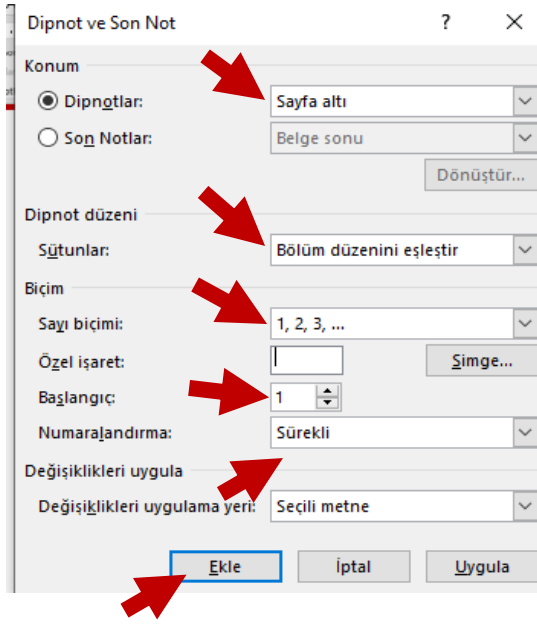 Dipnot ve Son Not ? ×
Konum
Dipnotlar: Sayfa altı
Son Notlar: Belge sonu
Dönüştür...
Dipnot düzeni
Sütunlar: Bölüm düzenini eşleştir
Biçim
Sayı biçimi: 1, 2, 3, ...
Özel işaret: Simge...
Başlangıç: 1
Numaralandırma: Sürekli
Değişiklikleri uygula
Değişiklikleri uygulama yeri: Seçili metne
Ekle İptal Uygula